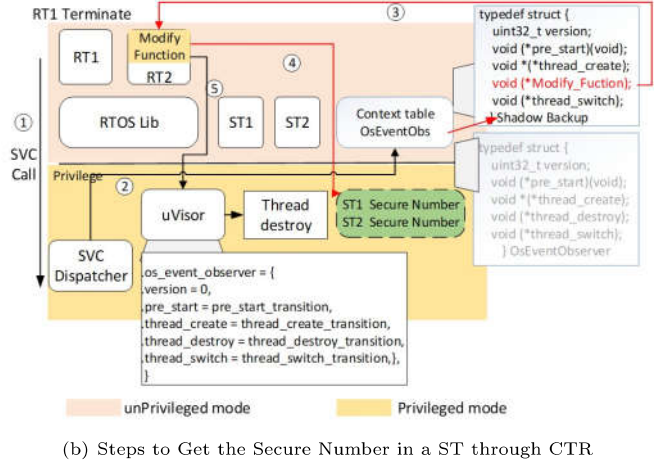 RT1 Terminate
③
typedef struct {
uint32_t version;
void (*pre_start)(void);
void *(*thread_create);
void (*Modify_Fuction);
void (*thread_switch);
} Shadow Backup
Modify
Function
RT1
RT2
④
⑤
①
RTOS Lib
ST1
ST2
Context table
OsEventObs
SVC
Call
Privilege
②
typedef struct {
uint32_t version;
void (*pre_start)(void);
void *(*thread_create);
void (*thread_destroy);
void (*thread_switch);
} OsEventObserver
uVisor
Thread
destroy
ST1 Secure Number
ST2 Secure Number
SVC
Dispatcher
.os_event_observer = {
.version = 0,
.pre_start = pre_start_transition,
.thread_create = thread_create_transition,
.thread_destroy = thread_destroy_transition,
.thread_switch = thread_switch_transition,},
}
unPrivileged mode
Privileged mode
(b) Steps to Get the Secure Number in a ST through CTR